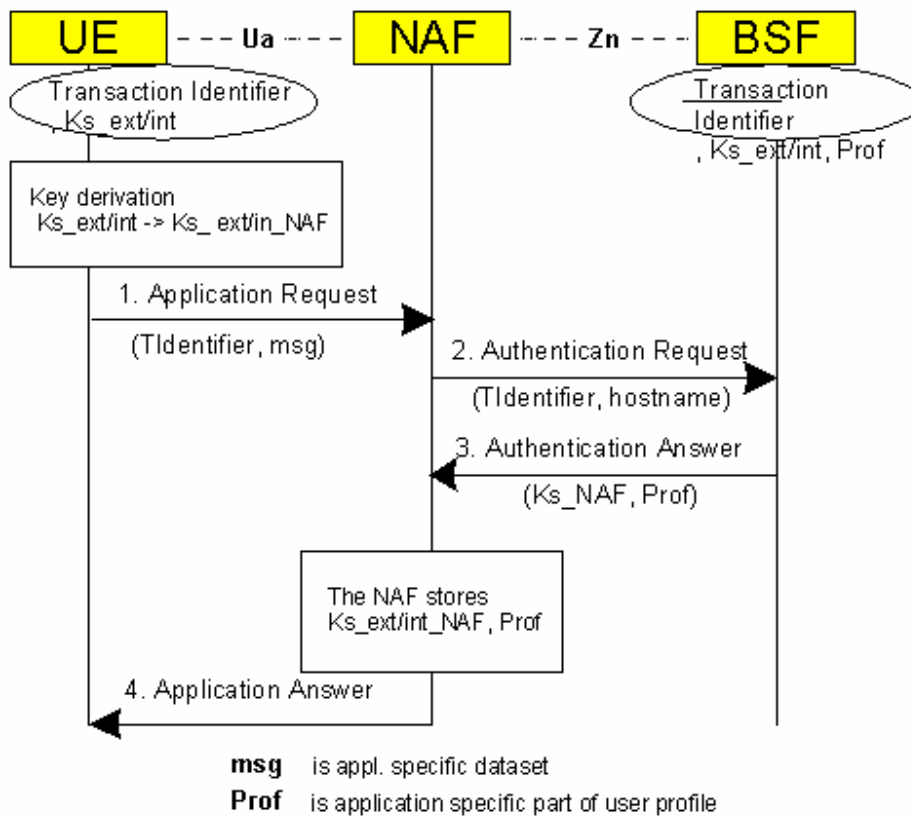 UE
Ua
NAF
Zn
BSF
Transaction Identifier
, Ks_ext/int
Transaction
Identifier
, Ks_ext/int, Prof
Key derivation
Ks_ext/int -> Ks_ ext/in_NAF
1. Application Request
(TIdentifier, msg)
2. Authentication Request
(TIdentifier, hostname)
3. Authentication Answer
(Ks_NAF, Prof)
The NAF stores
Ks_ext/int_NAF, Prof
4. Application Answer
msg is appl. specific dataset
Prof is application specific part of user profile